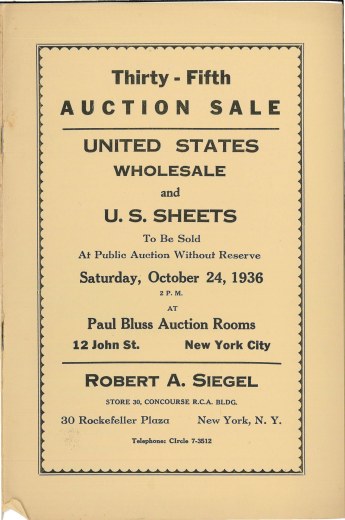 Thirty - Fifth
AUCTION SALE
UNITED STATES
WHOLESALE
and
U. S. SHEETS
To Be Sold
At Public Auction Without Reserve
Saturday, October 24, 1936
2 P. M.
AT
Paul Bluss Auction Rooms
12 John St. New York City
ROBERT A. SIEGEL
STORE 30, CONCOURSE R.C.A. BLDG.
30 Rockefeller Plaza New York, N. Y.
Telephone: CIrcle 7-3512